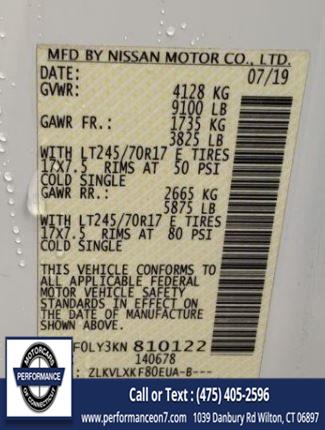 MFD BY NISSAN MOTOR CO., LTD.
DATE: 07/19
GVWR: 4128 KG
9100 LB
GAWR FR.: 1735 KG
3825 LB
WITH LT245/70R17 E TIRES
17X7.5 RIMS AT 50 PSI
COLD SINGLE
GAWR RR.: 2665 KG
5875 LB
WITH LT245/70R17 E TIRES
17X7.5 RIMS AT 80 PSI
COLD SINGLE
THIS VEHICLE CONFORMS TO
ALL APPLICABLE FEDERAL
MOTOR VEHICLE SAFETY
STANDARDS IN EFFECT ON
THE DATE OF MANUFACTURE
SHOWN ABOVE.
F0LY3KN 810122
140678
: ZLKVLXKF80EUA-B---
MOTORCARS
PERFORMANCE
OF CONNECTICUT
Call or Text : (475) 405-2596
www.performanceon7.com 1039 Danbury Rd Wilton, CT 06897